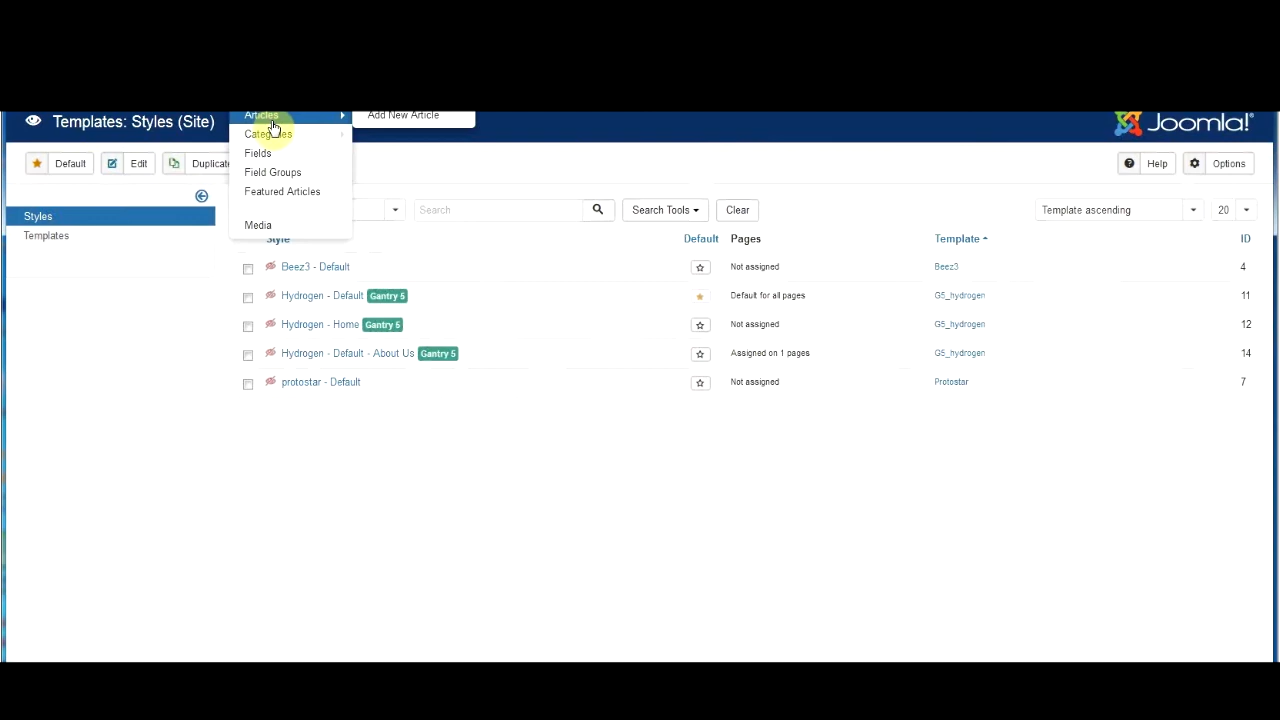 Articles
Add New Article
Templates: Styles (Site)
Joomla!®
Categories
Fields
Default
Edit
Duplicate
Help
Options
Field Groups
Featured Articles
Styles
Search
Search Tools
Clear
Template ascending
20
Media
Templates
Style
Default
Pages
Template
ID
Beez3 - Default
Not assigned
Beez3
4
Hydrogen - Default Gantry 5
Default for all pages
G5_hydrogen
11
Hydrogen - Home Gantry 5
Not assigned
G5_hydrogen
12
Hydrogen - Default - About Us Gantry 5
Assigned on 1 pages
G5_hydrogen
14
protostar - Default
Not assigned
Protostar
7